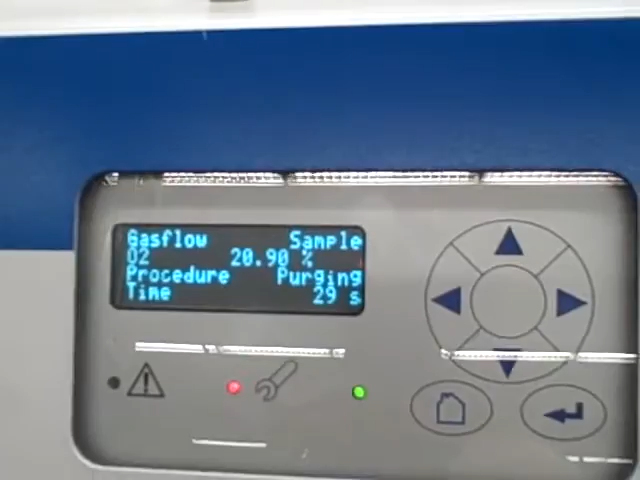 Gasflow Sample
O2 20.90 %
Procedure Purging
Time 29 s